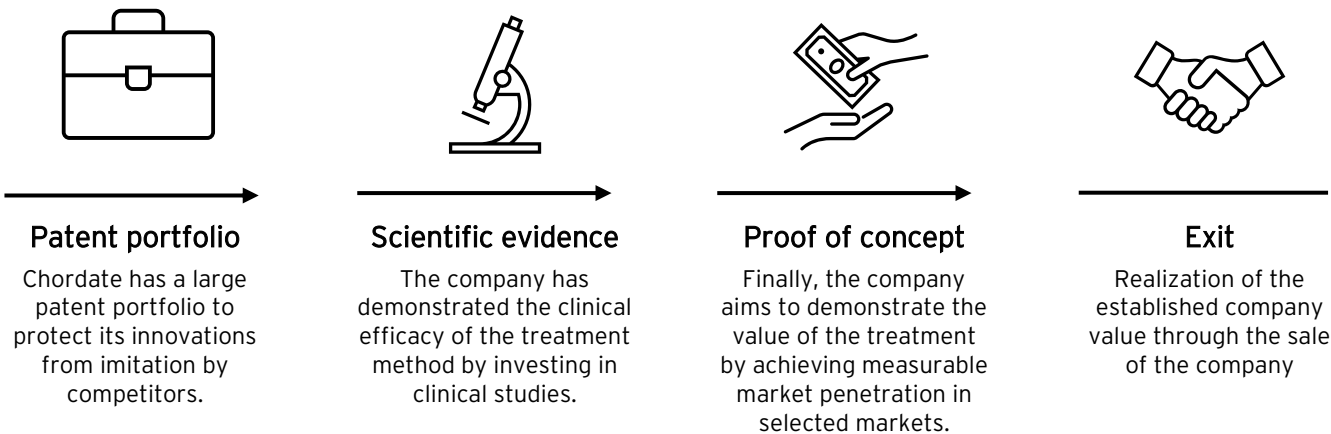 Patent portfolio
Chordate has a large
patent portfolio to
protect its innovations
from imitation by
competitors.
Scientific evidence
The company has
demonstrated the clinical
efficacy of the treatment
method by investing in
clinical studies.
Proof of concept
Finally, the company
aims to demonstrate the
value of the treatment
by achieving measurable
market penetration in
selected markets.
Exit
Realization of the
established company
value through the sale
of the company